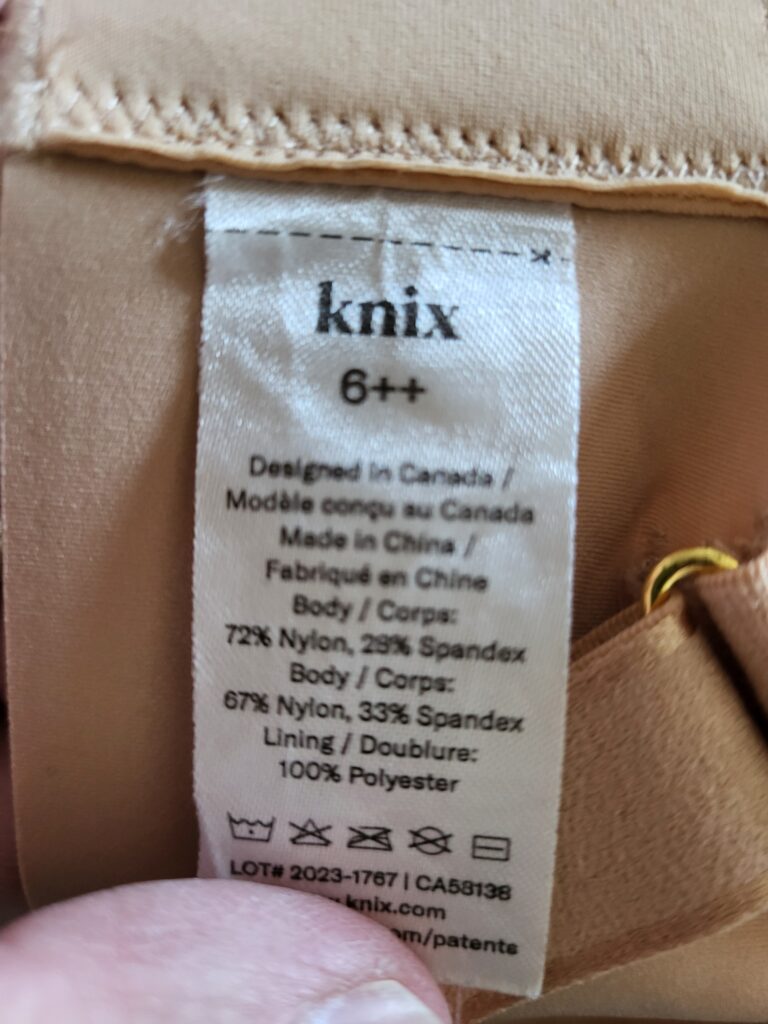 knix
6++
Designed in Canada /
Modèle conçu au Canada
Made in China /
Fabriqué en Chine
Body / Corps:
72% Nylon, 28% Spandex
Body / Corps:
67% Nylon, 33% Spandex
Lining / Doublure:
100% Polyester
LOT# 2023-1767 | CA58138
knix.com
om/patents